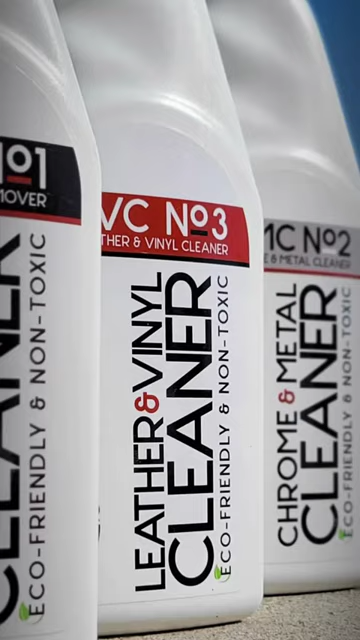 №1
OVER
CLEANER
ECO-FRIENDLY & NON-TOXIC
VC №3
THER & VINYL CLEANER
LEATHER & VINYL
CLEANER
ECO-FRIENDLY & NON-TOXIC
MC №2
E & METAL CLEANER
CHROME & METAL
CLEANER
ECO-FRIENDLY & NON-TOXIC